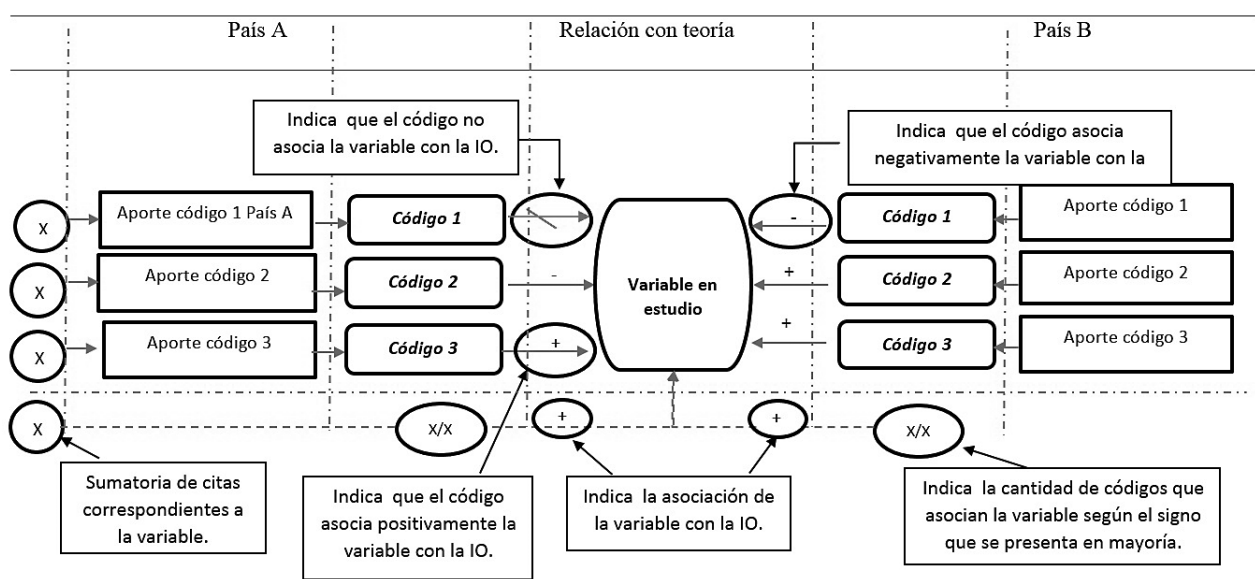 País A
Relación con teoría
País B
Indica que el código no
asocia la variable con la IO.
Indica que el código asocia
negativamente la variable con la
X
Aporte código 1 País A
Código 1
-
Código 1
Aporte código 1
X
Aporte código 2
Código 2
-
Variable en
estudio
+
Código 2
Aporte código 2
X
Aporte código 3
Código 3
+
+
Código 3
Aporte código 3
X
X/X
+
+
X/X
Sumatoria de citas
correspondientes a
la variable.
Indica que el código
asocia positivamente la
variable con la IO.
Indica la asociación de
la variable con la IO.
Indica la cantidad de códigos que
asocian la variable según el signo
que se presenta en mayoría.